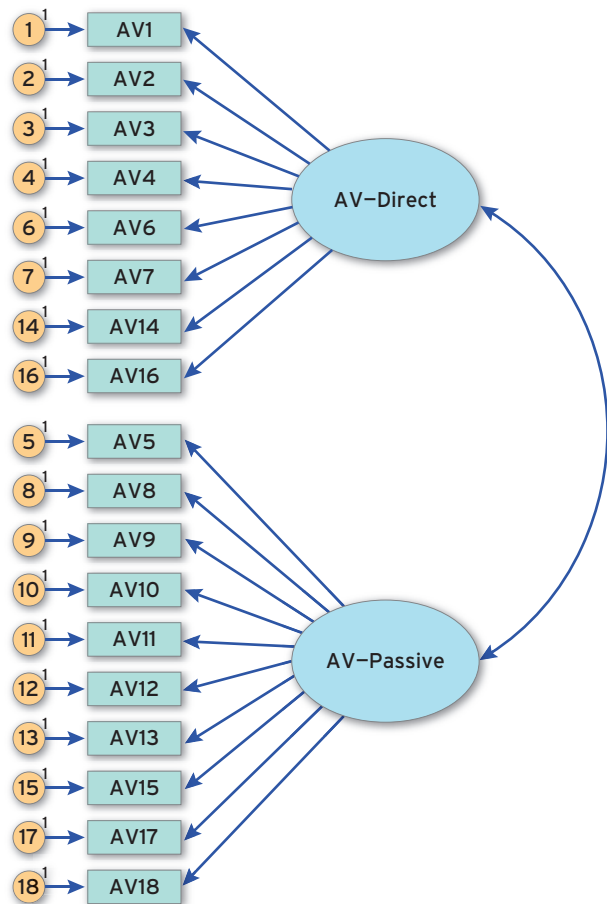 1 1 AV1
2 1 AV2
3 1 AV3
4 1 AV4
6 1 AV6
7 1 AV7
14 1 AV14
16 1 AV16
AV–Direct
5 1 AV5
8 1 AV8
9 1 AV9
10 1 AV10
11 1 AV11
12 1 AV12
13 1 AV13
15 1 AV15
17 1 AV17
18 1 AV18
AV–Passive